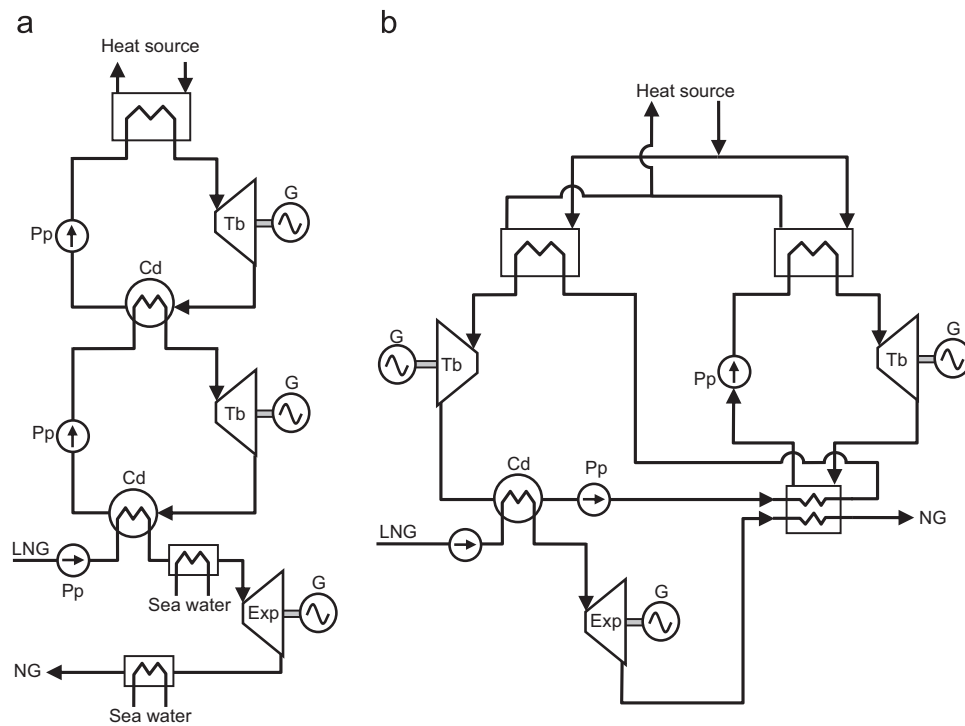 a
Heat source
G
Tb
Pp
Cd
G
Tb
Pp
Cd
LNG
Pp
Sea water
G
Exp
NG
Sea water
b
Heat source
G
Tb
G
Tb
Pp
Cd
Pp
LNG
NG
G
Exp